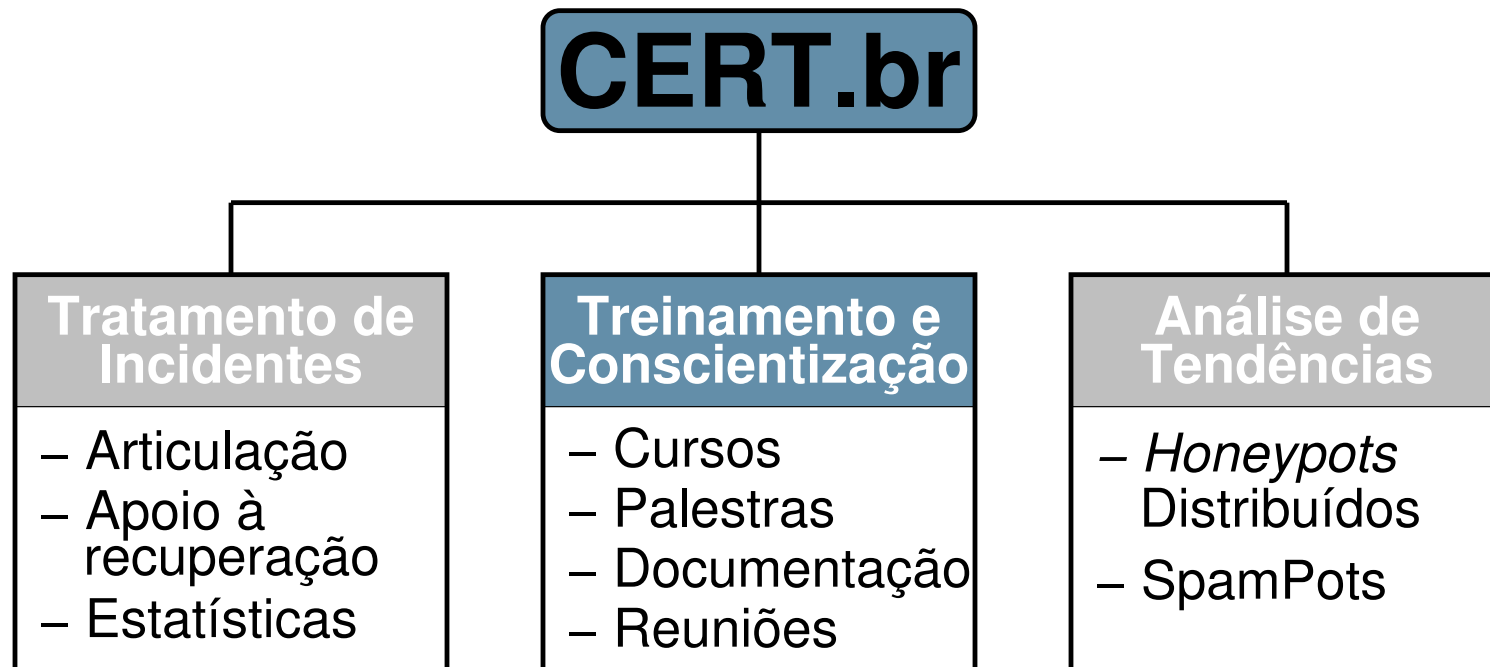 CERT.br
Tratamento de
Incidentes
– Articulação
– Apoio à
recuperação
– Estatísticas
Treinamento e
Conscientização
– Cursos
– Palestras
– Documentação
– Reuniões
Análise de
Tendências
– Honeypots
Distribuídos
– SpamPots